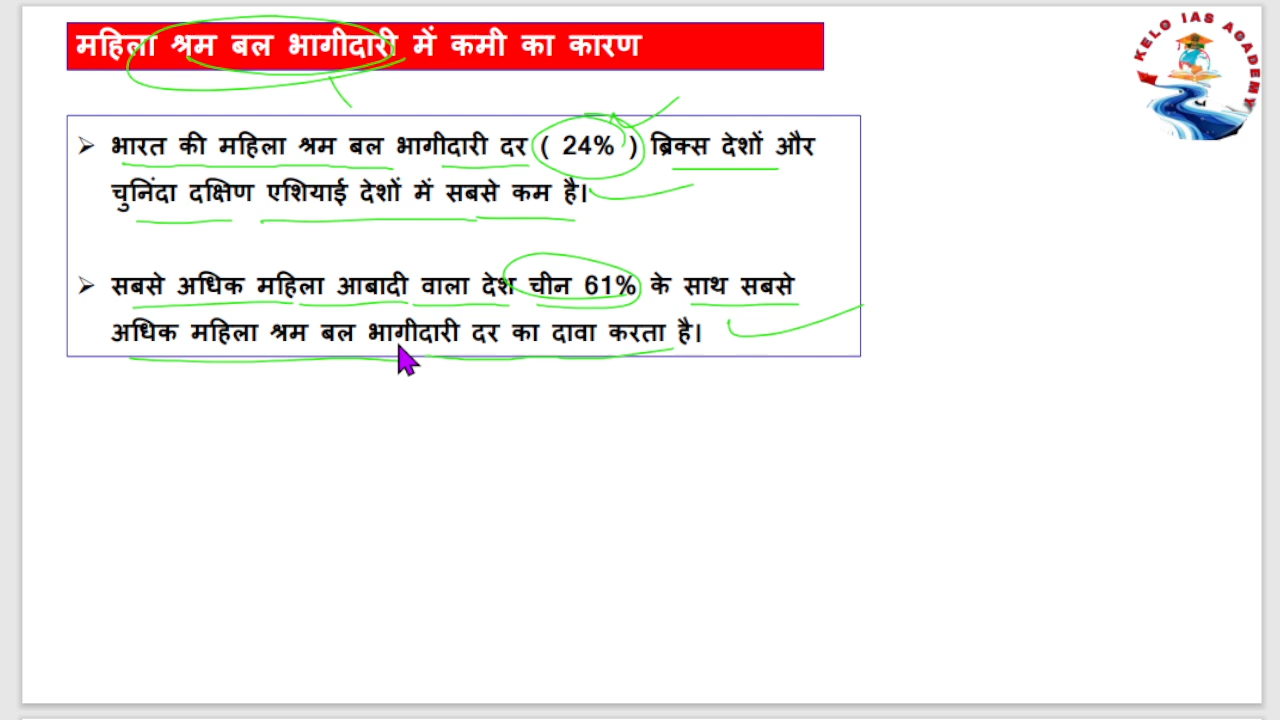 महिला श्रम बल भागीदारी में कमी का कारण
KELO IAS ACADEMY
➢ भारत की महिला श्रम बल भागीदारी दर ( 24% ) ब्रिक्स देशों और
चुनिंदा दक्षिण एशियाई देशों में सबसे कम है।
➢ सबसे अधिक महिला आबादी वाला देश चीन 61% के साथ सबसे
अधिक महिला श्रम बल भागीदारी दर का दावा करता है।